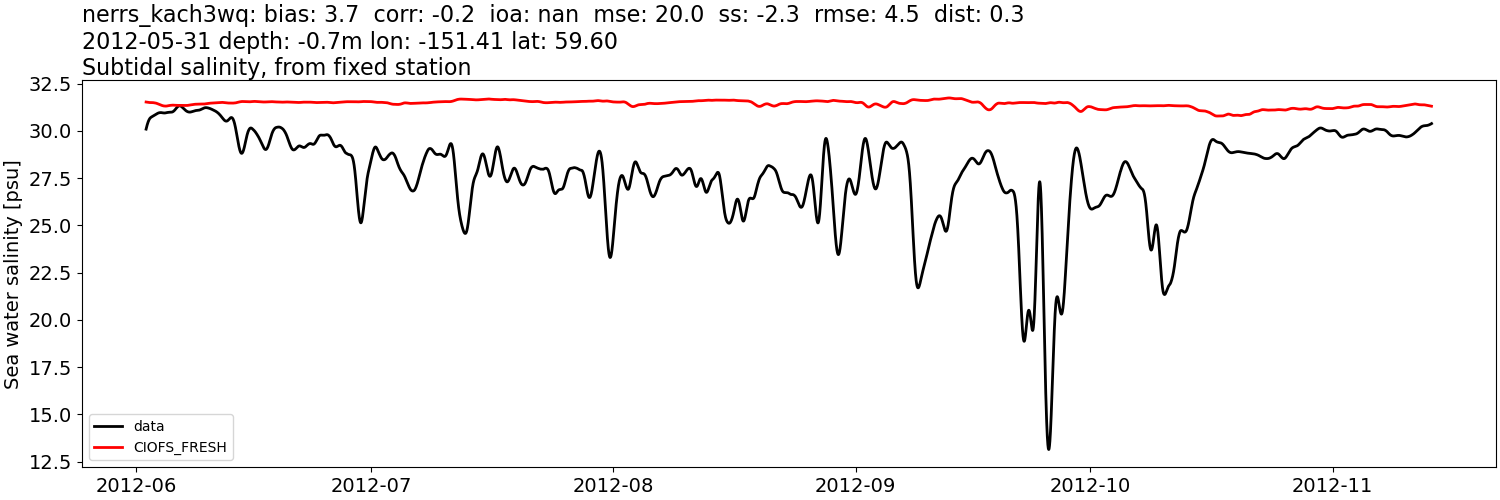 nerrs_kach3wq: bias: 3.7  corr: -0.2  ioa: nan  mse: 20.0  ss: -2.3  rmse: 4.5  dist: 0.3
2012-05-31 depth: -0.7m lon: -151.41 lat: 59.60
Subtidal salinity, from fixed station
Sea water salinity [psu]
32.5
30.0
27.5
25.0
22.5
20.0
17.5
15.0
12.5
data
CIOFS_FRESH
2012-06
2012-07
2012-08
2012-09
2012-10
2012-11